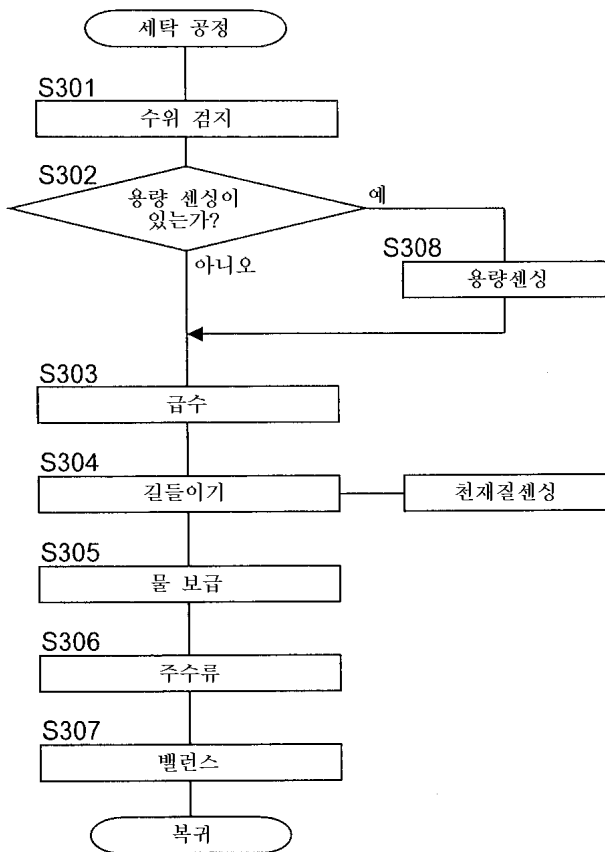 세탁 공정
S301
수위 검지
S302
용량 센싱이
있는가?
예
아니오
S308
용량센싱
S303
급수
S304
길들이기
천재질센싱
S305
물 보급
S306
주수류
S307
밸런스
복귀